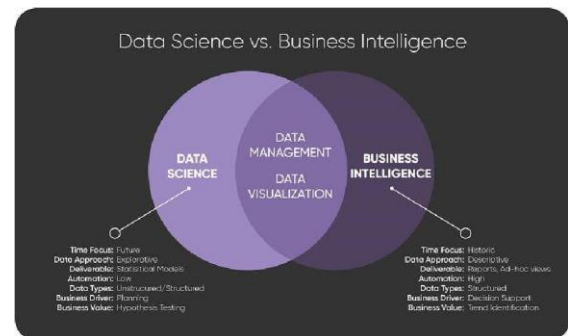 Data Science vs. Business Intelligence
DATA
SCIENCE
DATA
MANAGEMENT
DATA
VISUALIZATION
BUSINESS
INTELLIGENCE
Time Focus: Future
Data Approach: Explorative
Deliverable: Statistical Models
Automation: Low
Data Types: Unstrucured/Structured
Business Driver: Planning
Business Value: Hypothesis Testing
Time Focus: Historic
Data Approach: Descriptive
Deliverable: Reports, Ad-hoc views
Automation: High
Data Types: Structured
Business Driver: Decision Support
Business Value: Trend Identification